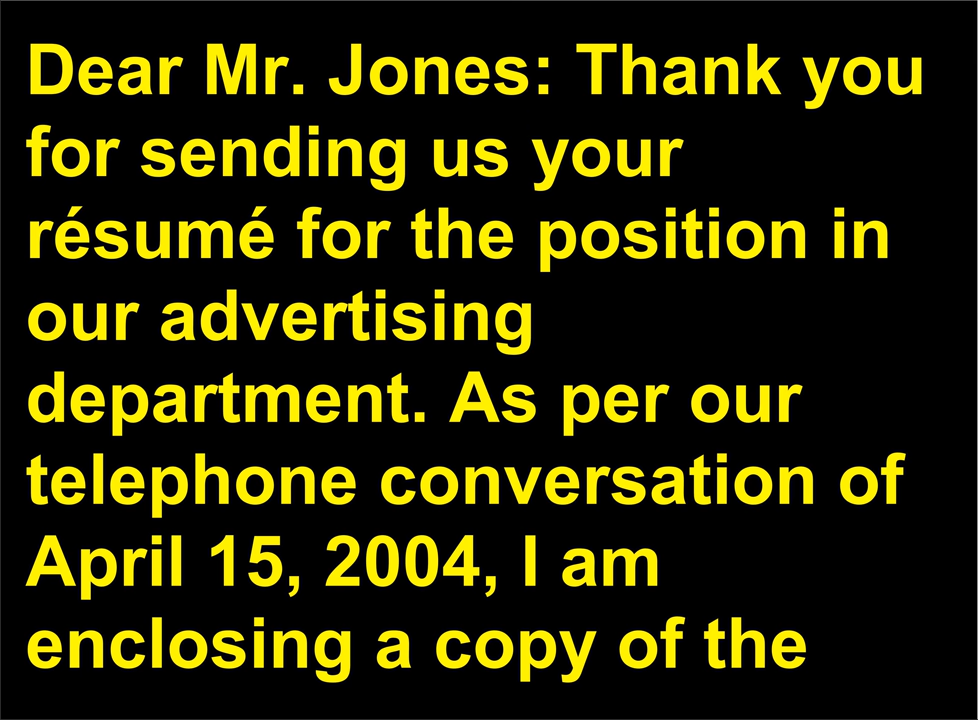 Dear Mr. Jones: Thank you
for sending us your
résumé for the position in
our advertising
department. As per our
telephone conversation of
April 15, 2004, I am
enclosing a copy of the